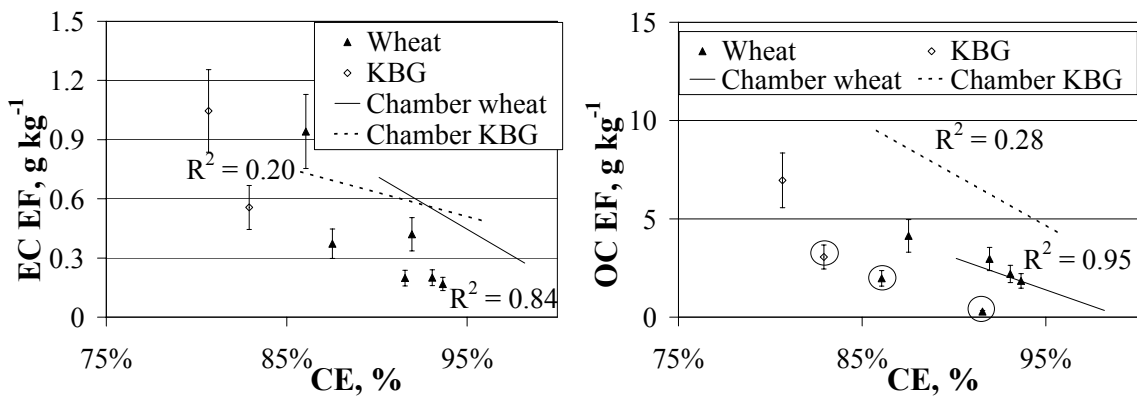 1.5
1.2
0.9
0.6
0.3
0
EC EF, g kg⁻¹
Wheat
KBG
Chamber wheat
Chamber KBG
R² = 0.20
R² = 0.84
75%
85%
95%
CE, %
15
10
5
0
OC EF, g kg⁻¹
Wheat
KBG
Chamber wheat
Chamber KBG
R² = 0.28
R² = 0.95
75%
85%
95%
CE, %